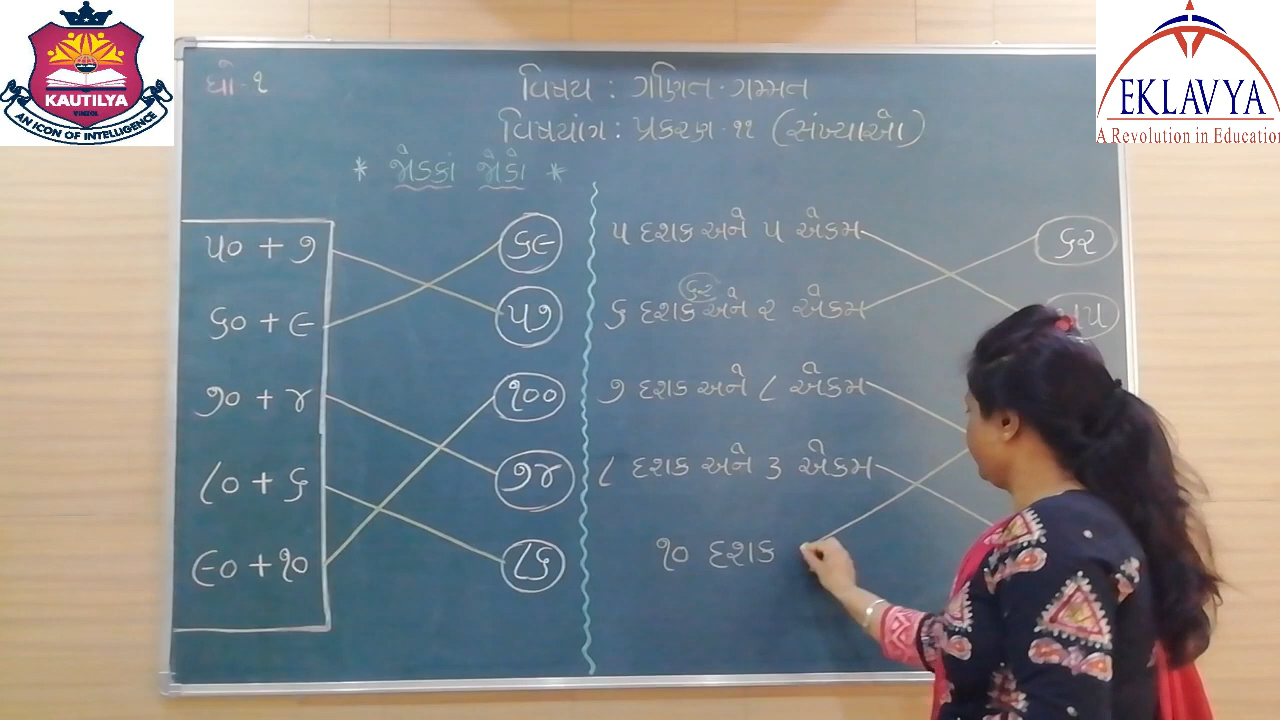 KAUTILYA
VIMZOL
AN ICON OF INTELLIGENCE
EKLAVYA
A Revolution in Education
ધો-૧
વિષય : ગણિત-ગમ્મત
વિષયાંગ : પ્રકરણ-૧૧ (સંખ્યાઓ)
* જોડકાં જોડો *
૫૦ + ૭
૬૦ + ૯
૭૦ + ૪
૮૦ + ૬
૯૦ + ૧૦
૬૯
૫૭
૧૦૦
૭૪
૮૬
૫ દશક અને ૫ એકમ
૬૨
૬ દશક અને ૨ એકમ
૭ દશક અને ૮ એકમ
૮ દશક અને ૩ એકમ
૧૦ દશક
૬૨